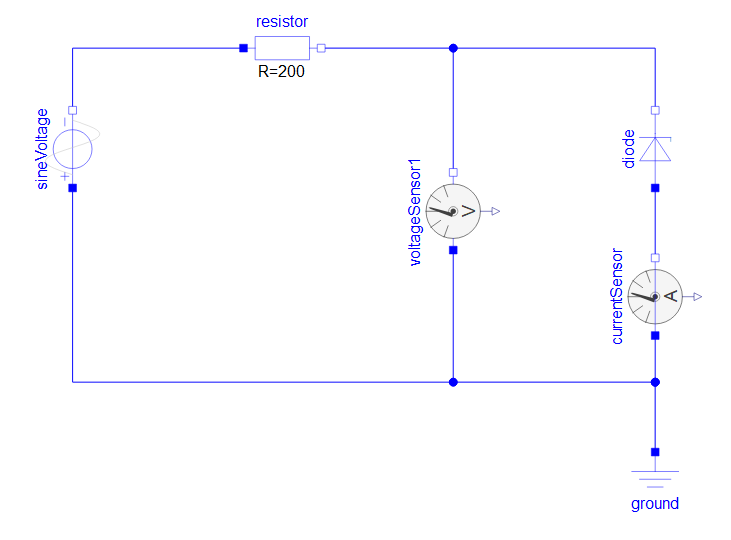 resistor
R=200
sineVoltage
−
+
voltageSensor1
V
diode
currentSensor
A
ground